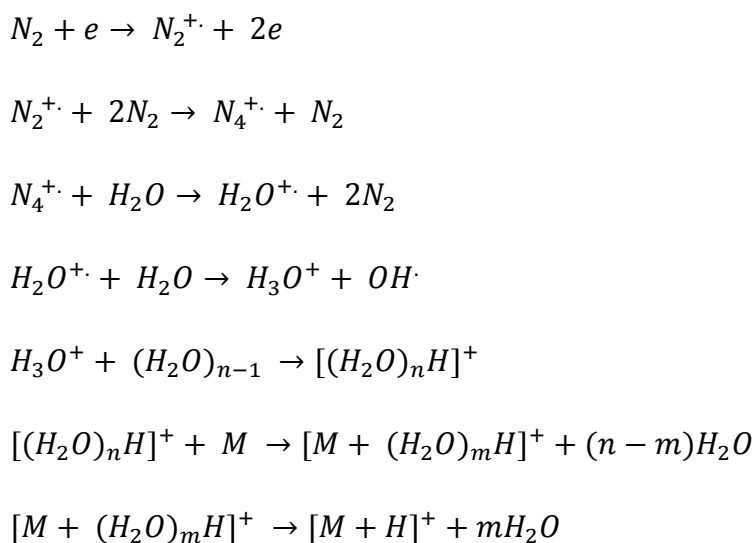 N₂ + e → N₂⁺· + 2e
N₂⁺· + 2N₂ → N₄⁺· + N₂
N₄⁺· + H₂O → H₂O⁺· + 2N₂
H₂O⁺· + H₂O → H₃O⁺ + OH·
H₃O⁺ + (H₂O)ₙ₋₁ → [(H₂O)ₙH]⁺
[(H₂O)ₙH]⁺ + M → [M + (H₂O)ₘH]⁺ + (n − m)H₂O
[M + (H₂O)ₘH]⁺ → [M + H]⁺ + mH₂O